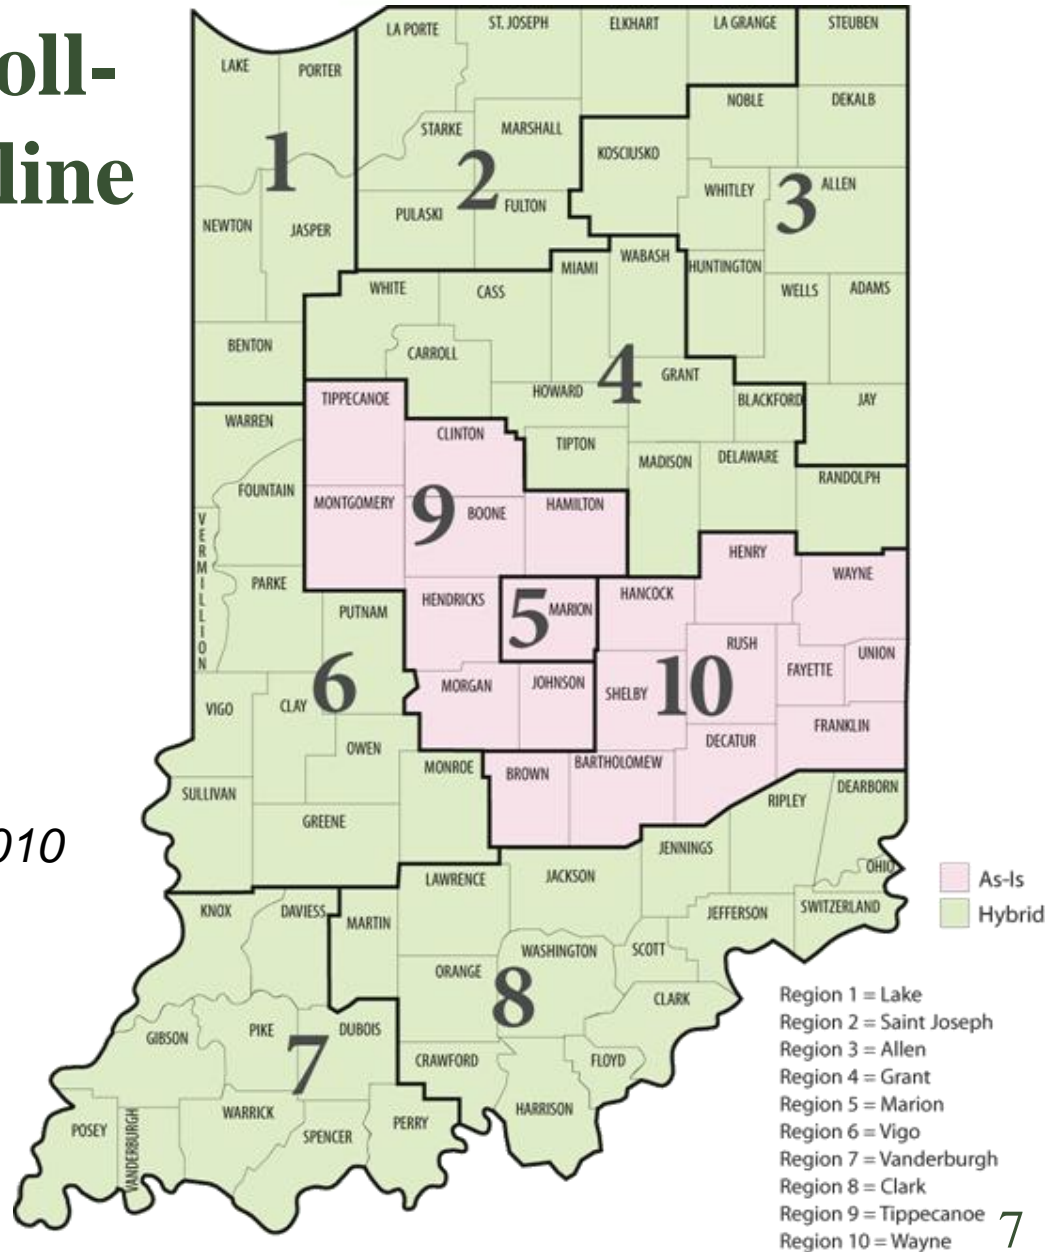 oll-
line
010
LA PORTE
ST. JOSEPH
ELKHART
LA GRANGE
STEUBEN
LAKE
PORTER
NOBLE
DEKALB
STARKE
MARSHALL
KOSCIUSKO
1
2
3
WHITLEY
ALLEN
NEWTON
JASPER
PULASKI
FULTON
WABASH
MIAMI
HUNTINGTON
WHITE
CASS
WELLS
ADAMS
BENTON
CARROLL
4
GRANT
HOWARD
BLACKFORD
JAY
TIPPECANOE
WARREN
CLINTON
TIPTON
MADISON
DELAWARE
RANDOLPH
FOUNTAIN
MONTGOMERY
9
BOONE
HAMILTON
VERMILLION
HENRY
WAYNE
PARKE
PUTNAM
HENDRICKS
5
MARION
HANCOCK
RUSH
FAYETTE
UNION
6
VIGO
CLAY
MORGAN
JOHNSON
SHELBY
10
OWEN
DECATUR
FRANKLIN
MONROE
BROWN
BARTHOLOMEW
SULLIVAN
GREENE
RIPLEY
DEARBORN
JENNINGS
OHIO
LAWRENCE
JACKSON
KNOX
DAVIESS
MARTIN
JEFFERSON
SWITZERLAND
WASHINGTON
SCOTT
ORANGE
8
CLARK
GIBSON
PIKE
DUBOIS
7
CRAWFORD
FLOYD
HARRISON
POSEY
VANDERBURGH
WARRICK
SPENCER
PERRY
As-Is
Hybrid
Region 1 = Lake
Region 2 = Saint Joseph
Region 3 = Allen
Region 4 = Grant
Region 5 = Marion
Region 6 = Vigo
Region 7 = Vanderburgh
Region 8 = Clark
Region 9 = Tippecanoe
Region 10 = Wayne
7